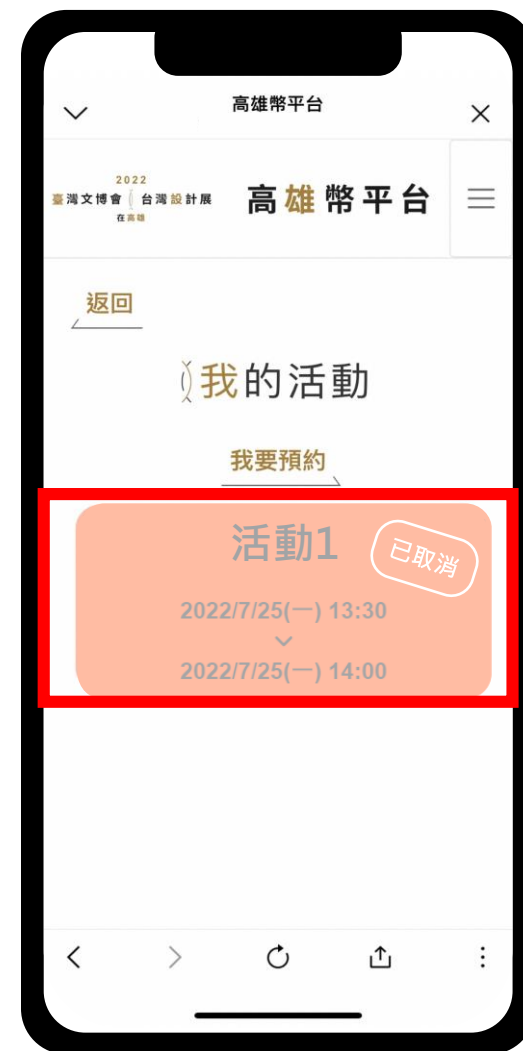 高雄幣平台
2022
臺灣文博會 台灣設計展
在高雄
高雄幣平台
返回
我的活動
我要預約
活動1
已取消
2022/7/25(一) 13:30
2022/7/25(一) 14:00